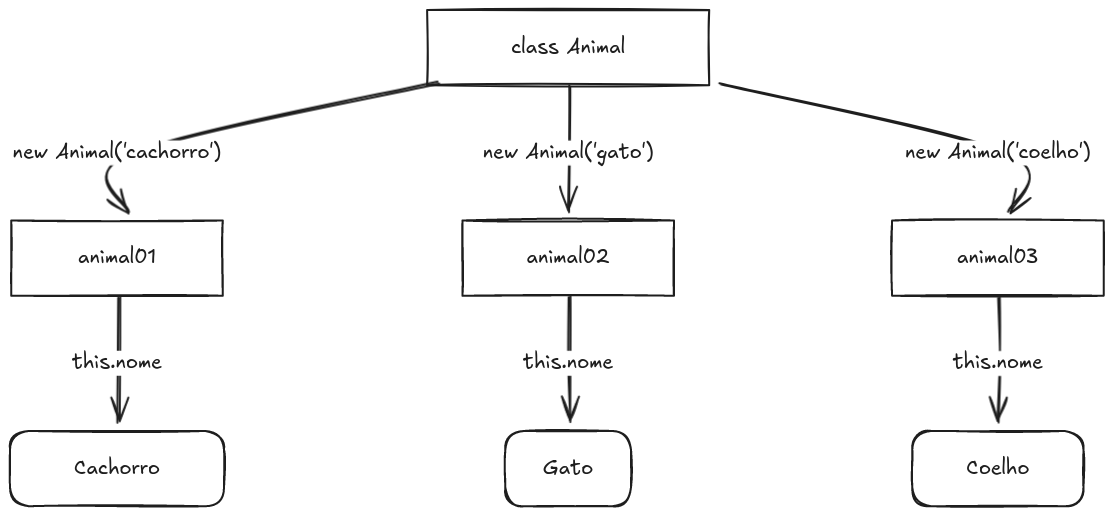 class Animal
new Animal('cachorro')
new Animal('gato')
new Animal('coelho')
animal01
animal02
animal03
this.nome
this.nome
this.nome
Cachorro
Gato
Coelho